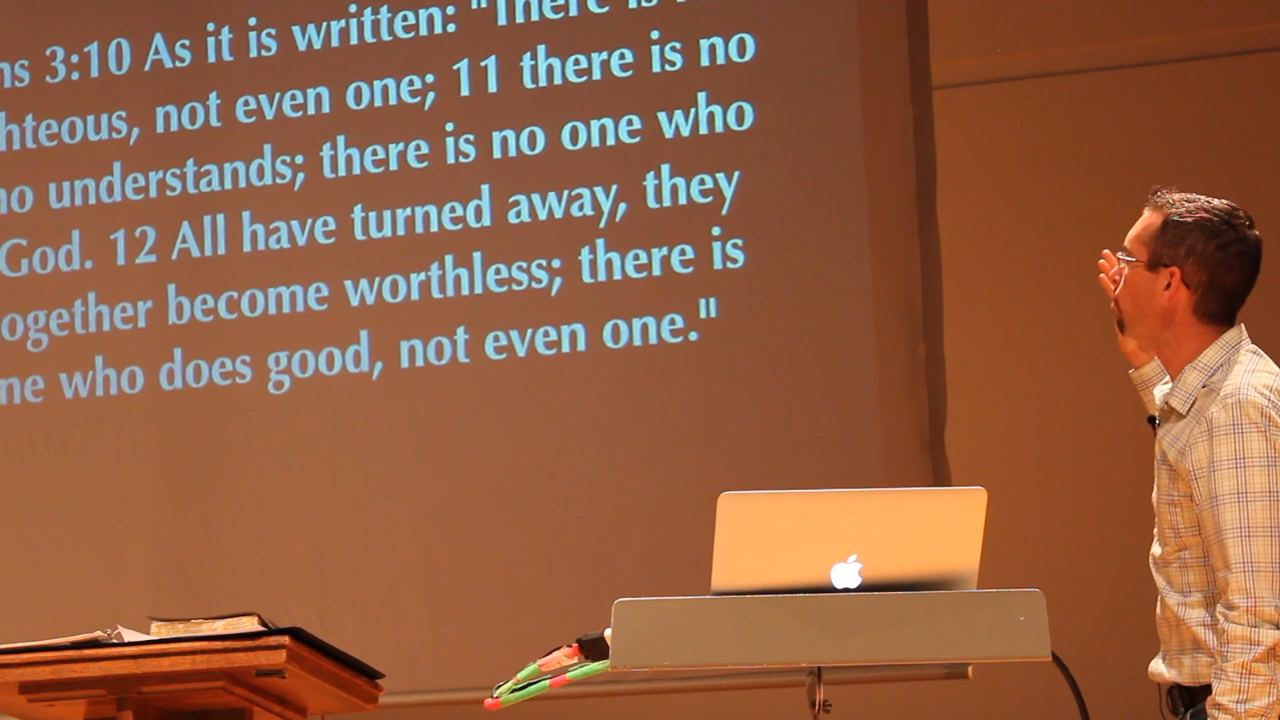 ns 3:10 As it is written: "There is
hteous, not even one; 11 there is no
no understands; there is no one who
God. 12 All have turned away, they
ogether become worthless; there is
ne who does good, not even one."